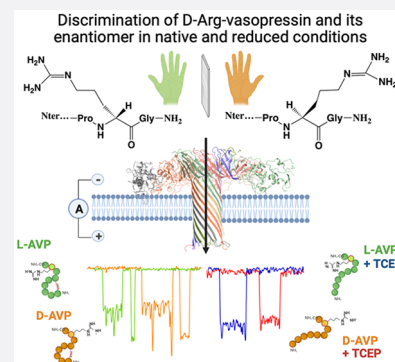 Discrimination of D-Arg-vasopressin and its
enantiomer in native and reduced conditions
H₂N
H₂N
N
NH₂
N
NH₂
Nter....—Pro
N
H
H
Gly—NH₂
O
Nter....—Pro
N
H
H
Gly—NH₂
O
A
-
+
L-AVP
L-AVP
+ TCEP
D-AVP
D-AVP
+ TCEP